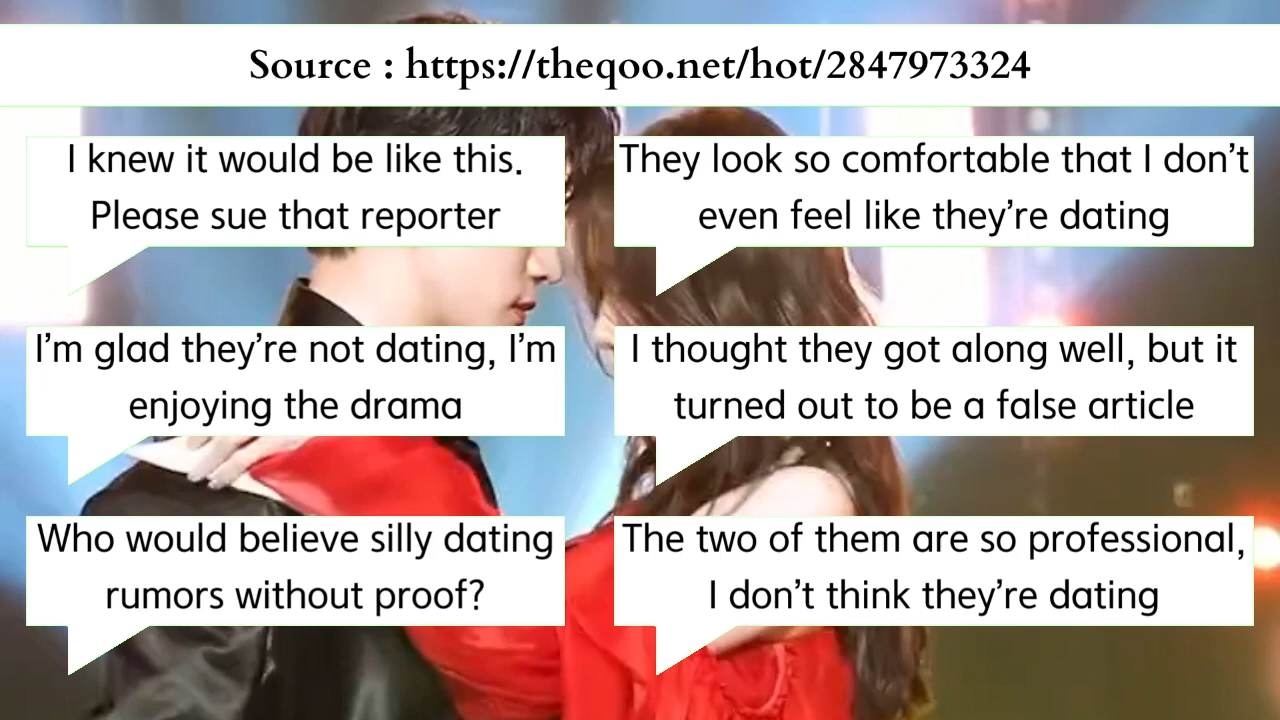 Source : https://theqoo.net/hot/2847973324
I knew it would be like this.
Please sue that reporter
They look so comfortable that I don’t
even feel like they’re dating
I’m glad they’re not dating, I’m
enjoying the drama
I thought they got along well, but it
turned out to be a false article
Who would believe silly dating
rumors without proof?
The two of them are so professional,
I don’t think they’re dating